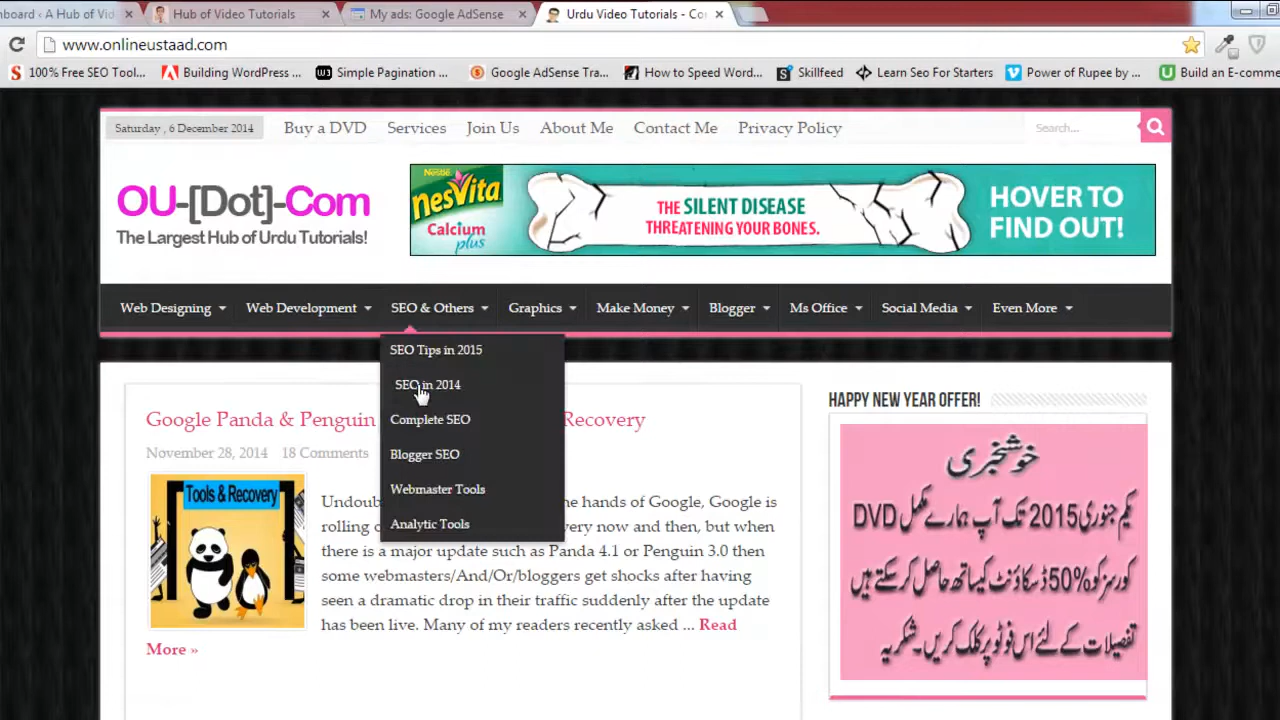 nboard ‹ A Hub of Vid
Hub of Video Tutorials
My ads: Google AdSense
Urdu Video Tutorials - Co
www.onlineustaad.com
100% Free SEO Tool...
Building WordPress ...
Simple Pagination ...
Google AdSense Tra...
How to Speed Word...
Skillfeed
Learn Seo For Starters
Power of Rupee by ...
Build an E-comme
Saturday , 6 December 2014
Buy a DVD
Services
Join Us
About Me
Contact Me
Privacy Policy
Search...
OU-[Dot]-Com
The Largest Hub of Urdu Tutorials!
Nestle
nesVita
Calcium
plus
THE SILENT DISEASE
THREATENING YOUR BONES.
HOVER TO
FIND OUT!
Web Designing
Web Development
SEO & Others
Graphics
Make Money
Blogger
Ms Office
Social Media
Even More
SEO Tips in 2015
SEO in 2014
Complete SEO
Blogger SEO
Webmaster Tools
Analytic Tools
Google Panda & Penguin Recovery
November 28, 2014
18 Comments
Tools & Recovery
Undoub the hands of Google, Google is
rolling o very now and then, but when
there is a major update such as Panda 4.1 or Penguin 3.0 then
some webmasters/And/Or/bloggers get shocks after having
seen a dramatic drop in their traffic suddenly after the update
has been live. Many of my readers recently asked ... Read
More »
HAPPY NEW YEAR OFFER!
خوشخبری
یکم جنوری 2015 تک آپ ہمارے مکمل DVD
کورسز کو 50% ڈسکاؤنٹ کیساتھ حاصل کر سکتے ہیں
تفصیلات کے لئے اس فوٹو پر کلک کریں۔ شکریہ